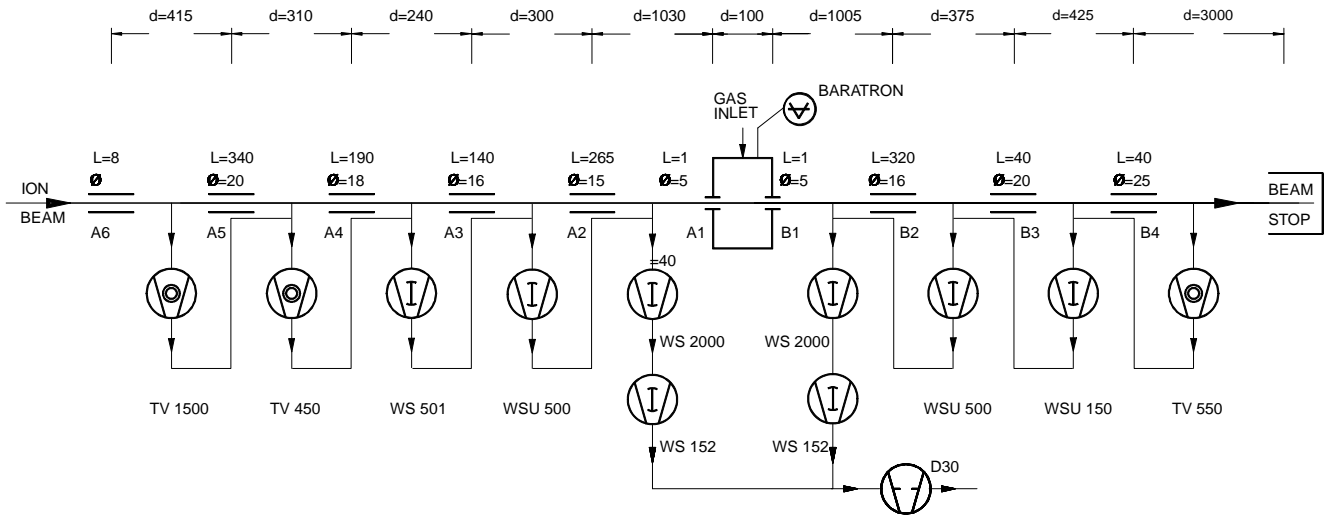 d=415 d=310 d=240 d=300 d=1030 d=100 d=1005 d=375 d=425 d=3000
GAS
INLET
BARATRON
L=8 L=340 L=190 L=140 L=265 L=1 L=1 L=320 L=40 L=40
Ø Ø=20 Ø=18 Ø=16 Ø=15 Ø=5 Ø=5 Ø=16 Ø=20 Ø=25
ION
BEAM
BEAM
STOP
A6 A5 A4 A3 A2 A1 B1 B2 B3 B4
=40
WS 2000 WS 2000
TV 1500 TV 450 WS 501 WSU 500 WSU 500 WSU 150 TV 550
WS 152 WS 152
D30